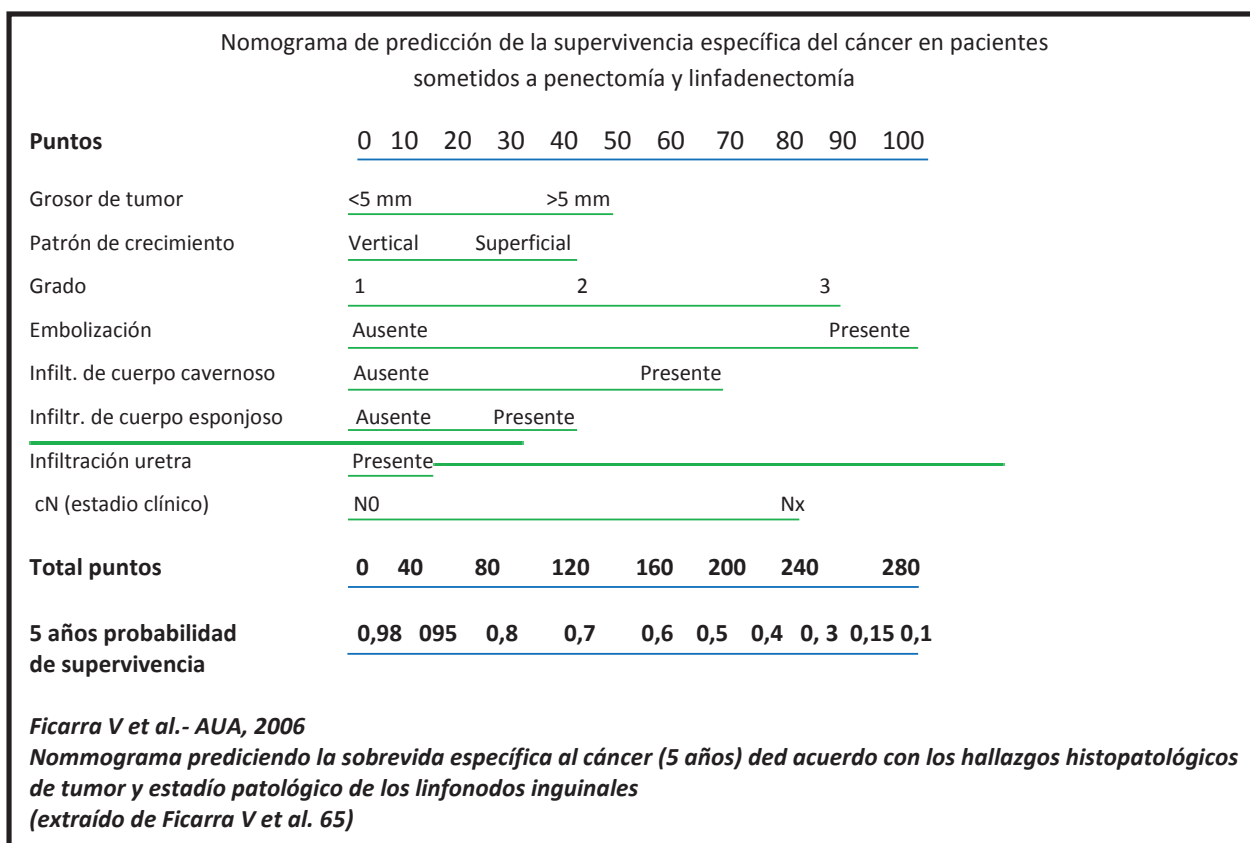 Nomograma de predicción de la supervivencia específica del cáncer en pacientes
sometidos a penectomía y linfadenectomía
Puntos 0 10 20 30 40 50 60 70 80 90 100
Grosor de tumor <5 mm >5 mm
Patrón de crecimiento Vertical Superficial
Grado 1 2 3
Embolización Ausente Presente
Infilt. de cuerpo cavernoso Ausente Presente
Infiltr. de cuerpo esponjoso Ausente Presente
Infiltración uretra Presente
cN (estadio clínico) N0 Nx
Total puntos 0 40 80 120 160 200 240 280
5 años probabilidad 0,98 095 0,8 0,7 0,6 0,5 0,4 0, 3 0,15 0,1
de supervivencia
Ficarra V et al.- AUA, 2006
Nommograma prediciendo la sobrevida específica al cáncer (5 años) ded acuerdo con los hallazgos histopatológicos
de tumor y estadío patológico de los linfonodos inguinales
(extraído de Ficarra V et al. 65)